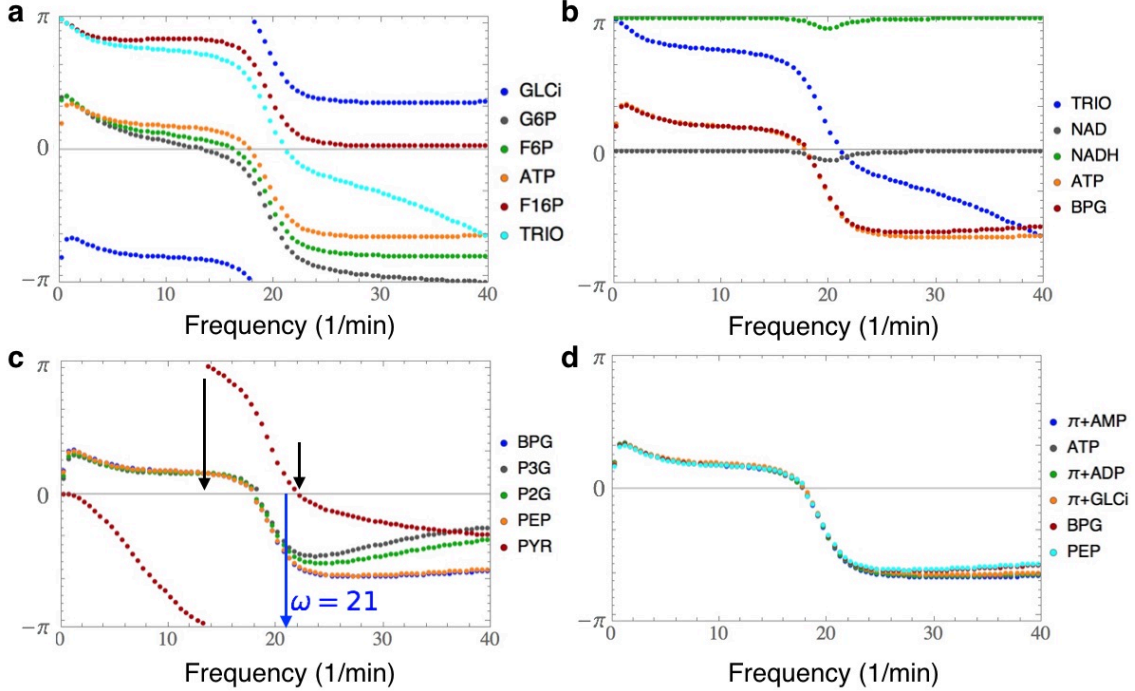 a
π
0
−π
0
10
20
30
40
Frequency (1/min)
GLCi
G6P
F6P
ATP
F16P
TRIO
b
π
0
−π
0
10
20
30
40
Frequency (1/min)
TRIO
NAD
NADH
ATP
BPG
c
π
0
−π
0
10
20
30
40
ω = 21
Frequency (1/min)
BPG
P3G
P2G
PEP
PYR
d
π
0
−π
0
10
20
30
40
Frequency (1/min)
π+AMP
ATP
π+ADP
π+GLCi
BPG
PEP